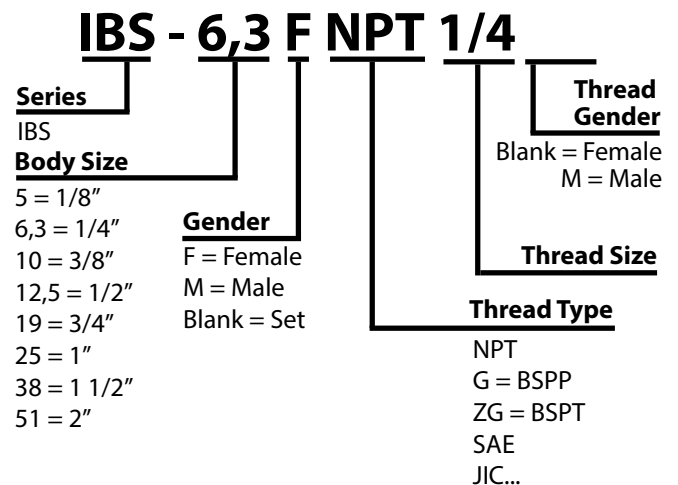 IBS - 6,3 F NPT 1/4
Series
IBS
Body Size
5 = 1/8”
6,3 = 1/4”
10 = 3/8”
12,5 = 1/2”
19 = 3/4”
25 = 1”
38 = 1 1/2”
51 = 2”
Gender
F = Female
M = Male
Blank = Set
Thread
Gender
Blank = Female
M = Male
Thread Size
Thread Type
NPT
G = BSPP
ZG = BSPT
SAE
JIC...